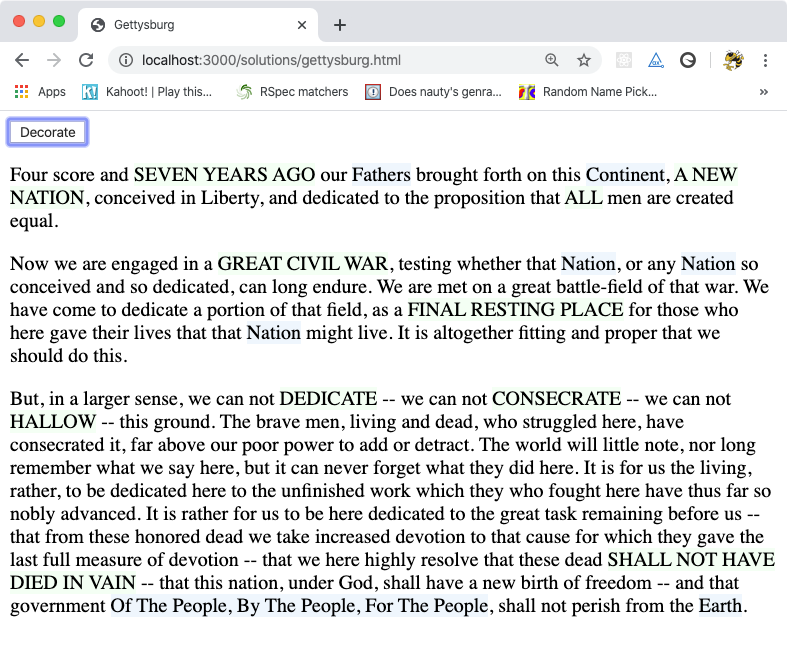 Gettysburg
localhost:3000/solutions/gettysburg.html
Apps K! Kahoot! | Play this... RSpec matchers Does nauty's genra... Random Name Pick... »
Decorate
Four score and SEVEN YEARS AGO our Fathers brought forth on this Continent, A NEW
NATION, conceived in Liberty, and dedicated to the proposition that ALL men are created
equal.
Now we are engaged in a GREAT CIVIL WAR, testing whether that Nation, or any Nation so
conceived and so dedicated, can long endure. We are met on a great battle-field of that war. We
have come to dedicate a portion of that field, as a FINAL RESTING PLACE for those who
here gave their lives that that Nation might live. It is altogether fitting and proper that we
should do this.
But, in a larger sense, we can not DEDICATE -- we can not CONSECRATE -- we can not
HALLOW -- this ground. The brave men, living and dead, who struggled here, have
consecrated it, far above our poor power to add or detract. The world will little note, nor long
remember what we say here, but it can never forget what they did here. It is for us the living,
rather, to be dedicated here to the unfinished work which they who fought here have thus far so
nobly advanced. It is rather for us to be here dedicated to the great task remaining before us --
that from these honored dead we take increased devotion to that cause for which they gave the
last full measure of devotion -- that we here highly resolve that these dead SHALL NOT HAVE
DIED IN VAIN -- that this nation, under God, shall have a new birth of freedom -- and that
government Of The People, By The People, For The People, shall not perish from the Earth.